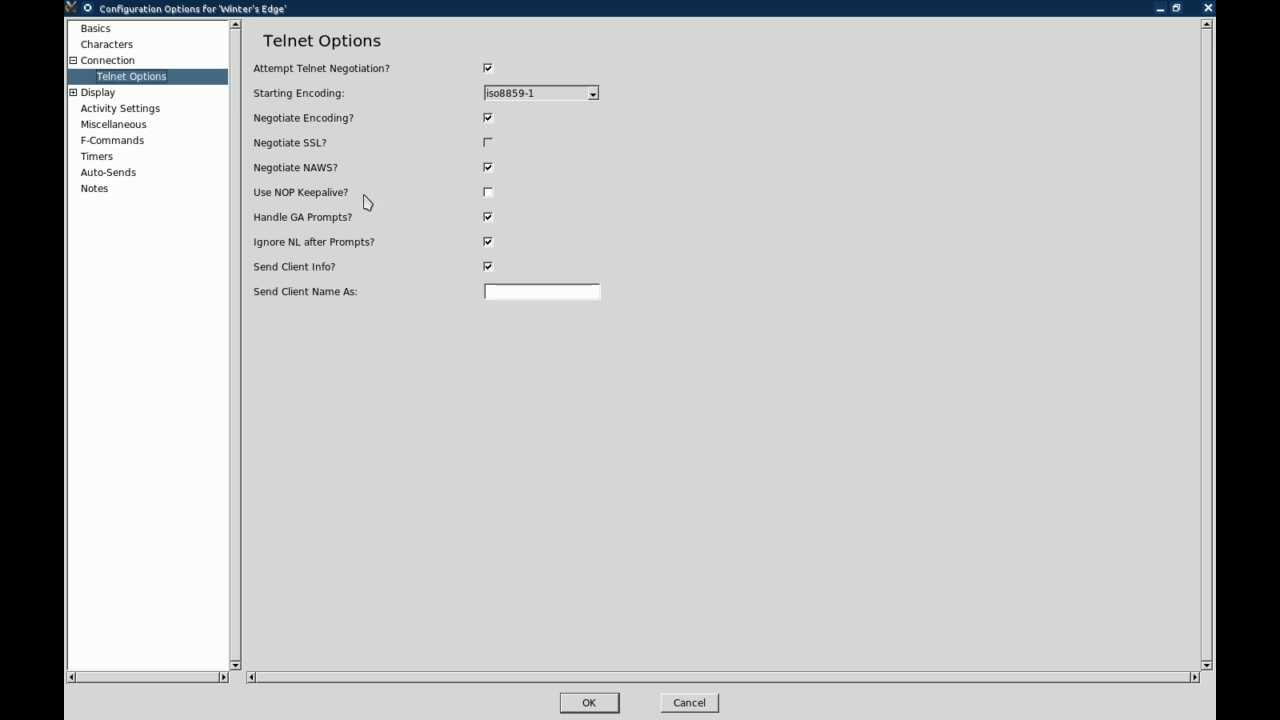 Configuration Options for 'Winter's Edge'
Basics
Characters
Connection
Telnet Options
Display
Activity Settings
Miscellaneous
F-Commands
Timers
Auto-Sends
Notes
Telnet Options
Attempt Telnet Negotiation?
Starting Encoding: iso8859-1
Negotiate Encoding?
Negotiate SSL?
Negotiate NAWS?
Use NOP Keepalive?
Handle GA Prompts?
Ignore NL after Prompts?
Send Client Info?
Send Client Name As:
OK Cancel